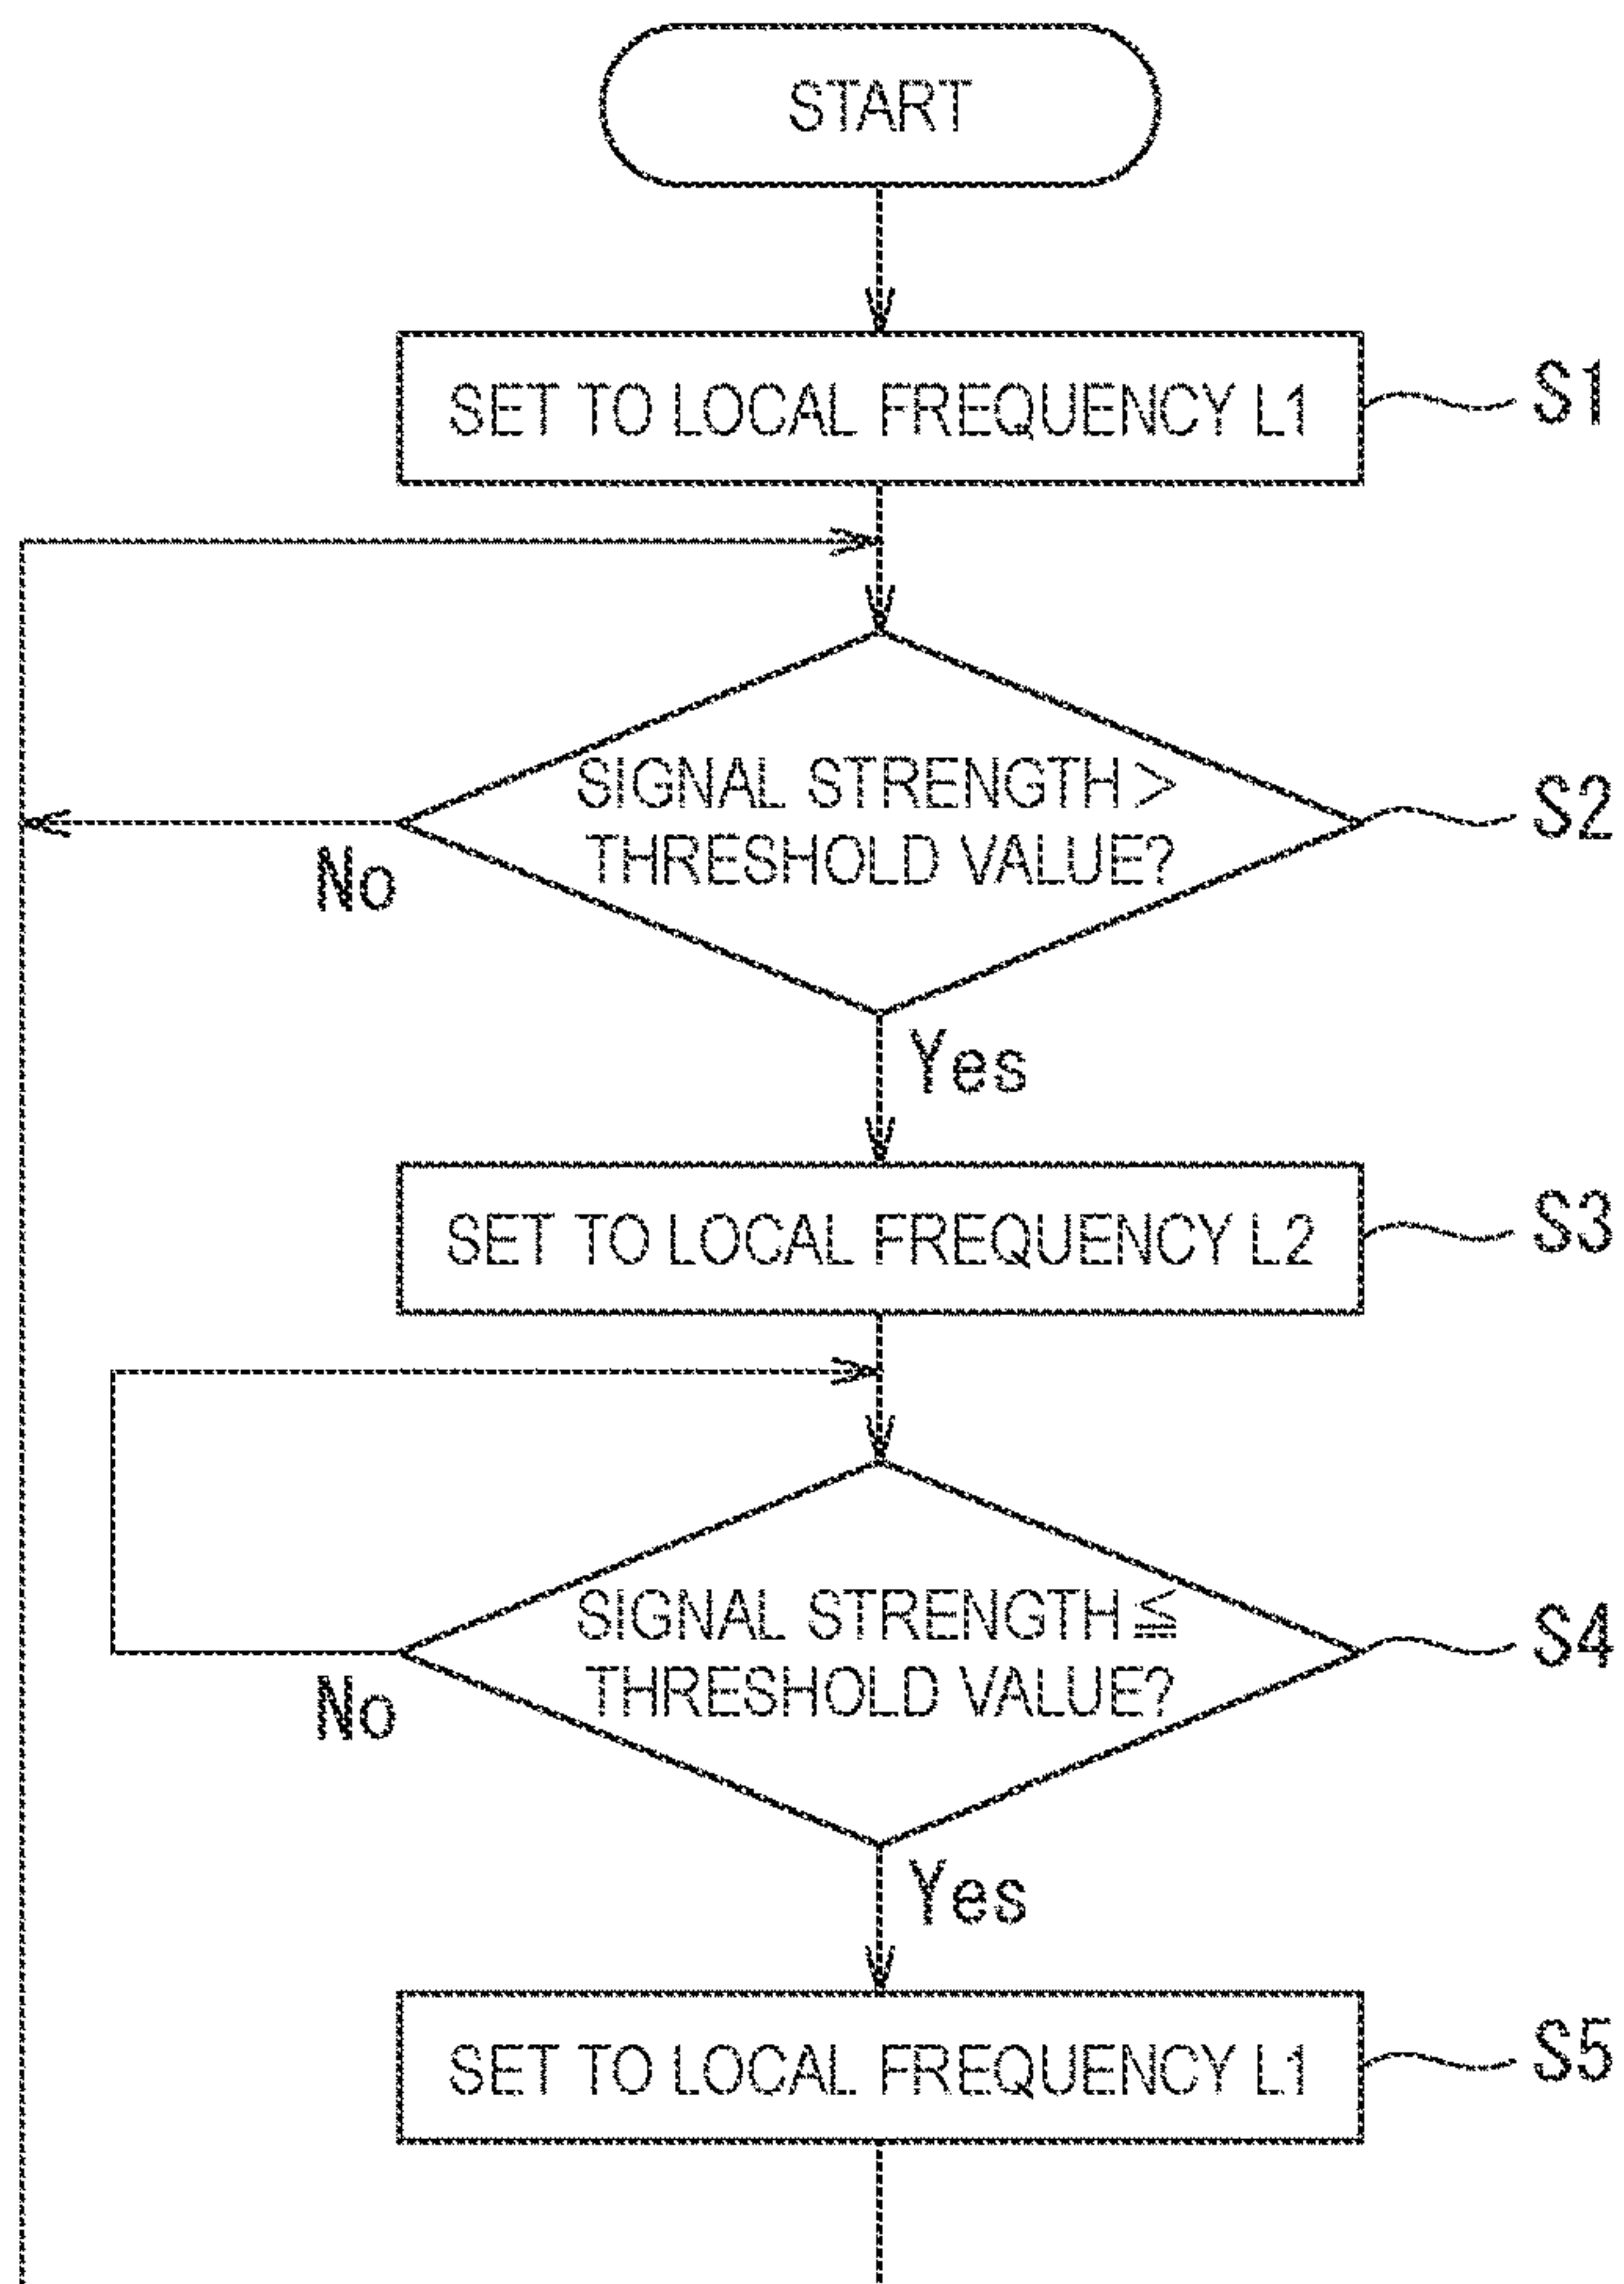 START
SET TO LOCAL FREQUENCY L1
S1
SIGNAL STRENGTH >
THRESHOLD VALUE?
S2
No
Yes
SET TO LOCAL FREQUENCY L2
S3
SIGNAL STRENGTH ≦
THRESHOLD VALUE?
S4
No
Yes
SET TO LOCAL FREQUENCY L1
S5